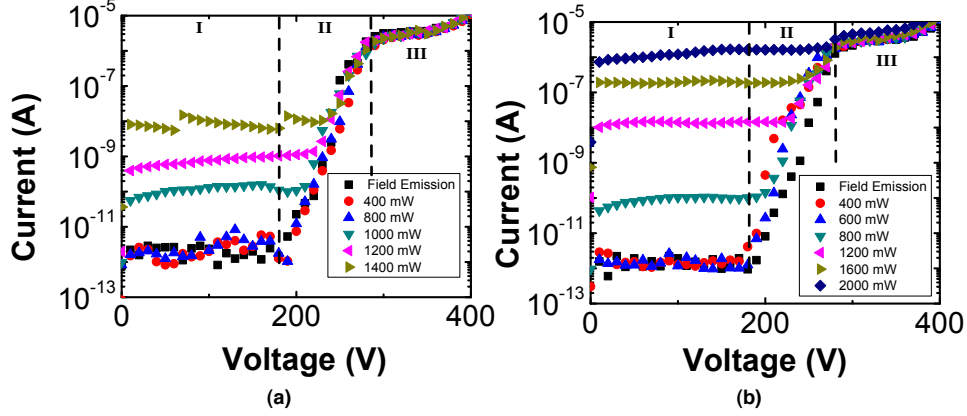 10⁻⁵
10⁻⁷
10⁻⁹
10⁻¹¹
10⁻¹³
Current (A)
I
II
III
Field Emission
400 mW
800 mW
1000 mW
1200 mW
1400 mW
0
200
400
Voltage (V)
(a)
10⁻⁵
10⁻⁷
10⁻⁹
10⁻¹¹
10⁻¹³
Current (A)
I
II
III
Field Emission
400 mW
600 mW
800 mW
1200 mW
1600 mW
2000 mW
0
200
400
Voltage (V)
(b)